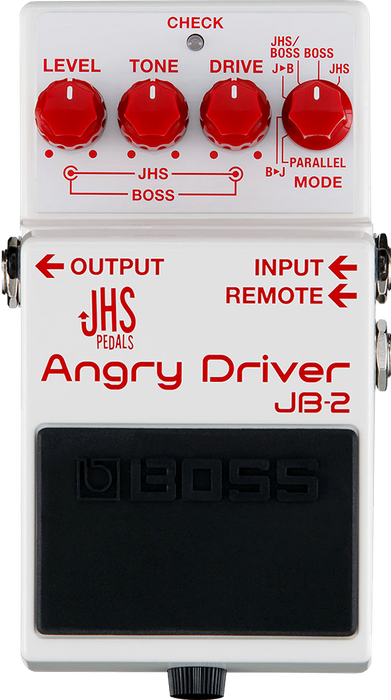 CHECK
LEVEL TONE DRIVE
JHS/
BOSS BOSS
J▶B JHS
B▶J PARALLEL
MODE
JHS
BOSS
← OUTPUT INPUT ←
REMOTE ←
JHS
PEDALS
Angry Driver
JB-2
BOSS